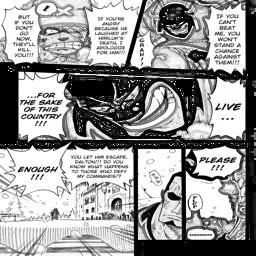 BUT IF
YOU DON'T
GO NOW,
THEY'LL
KILL
YOU!!!
IF YOU'RE
ANGRY
BECAUSE HE
LAUGHED AT
HIRILUK'S
DEATH, I
APOLOGIZE
FOR HIM!!!
IF YOU
CAN'T
BEAT ME,
YOU WON'T
STAND A
CHANCE
AGAINST
THEM!!!
...FOR
THE SAKE
OF THIS
COUNTRY
!!!
LIVE
...
ENOUGH
!!!
YOU LET HIM ESCAPE,
DALTON!!! DO YOU
KNOW WHAT HAPPENS
TO THOSE WHO DEFY
MY COMMANDS!?
PLEASE
!!!